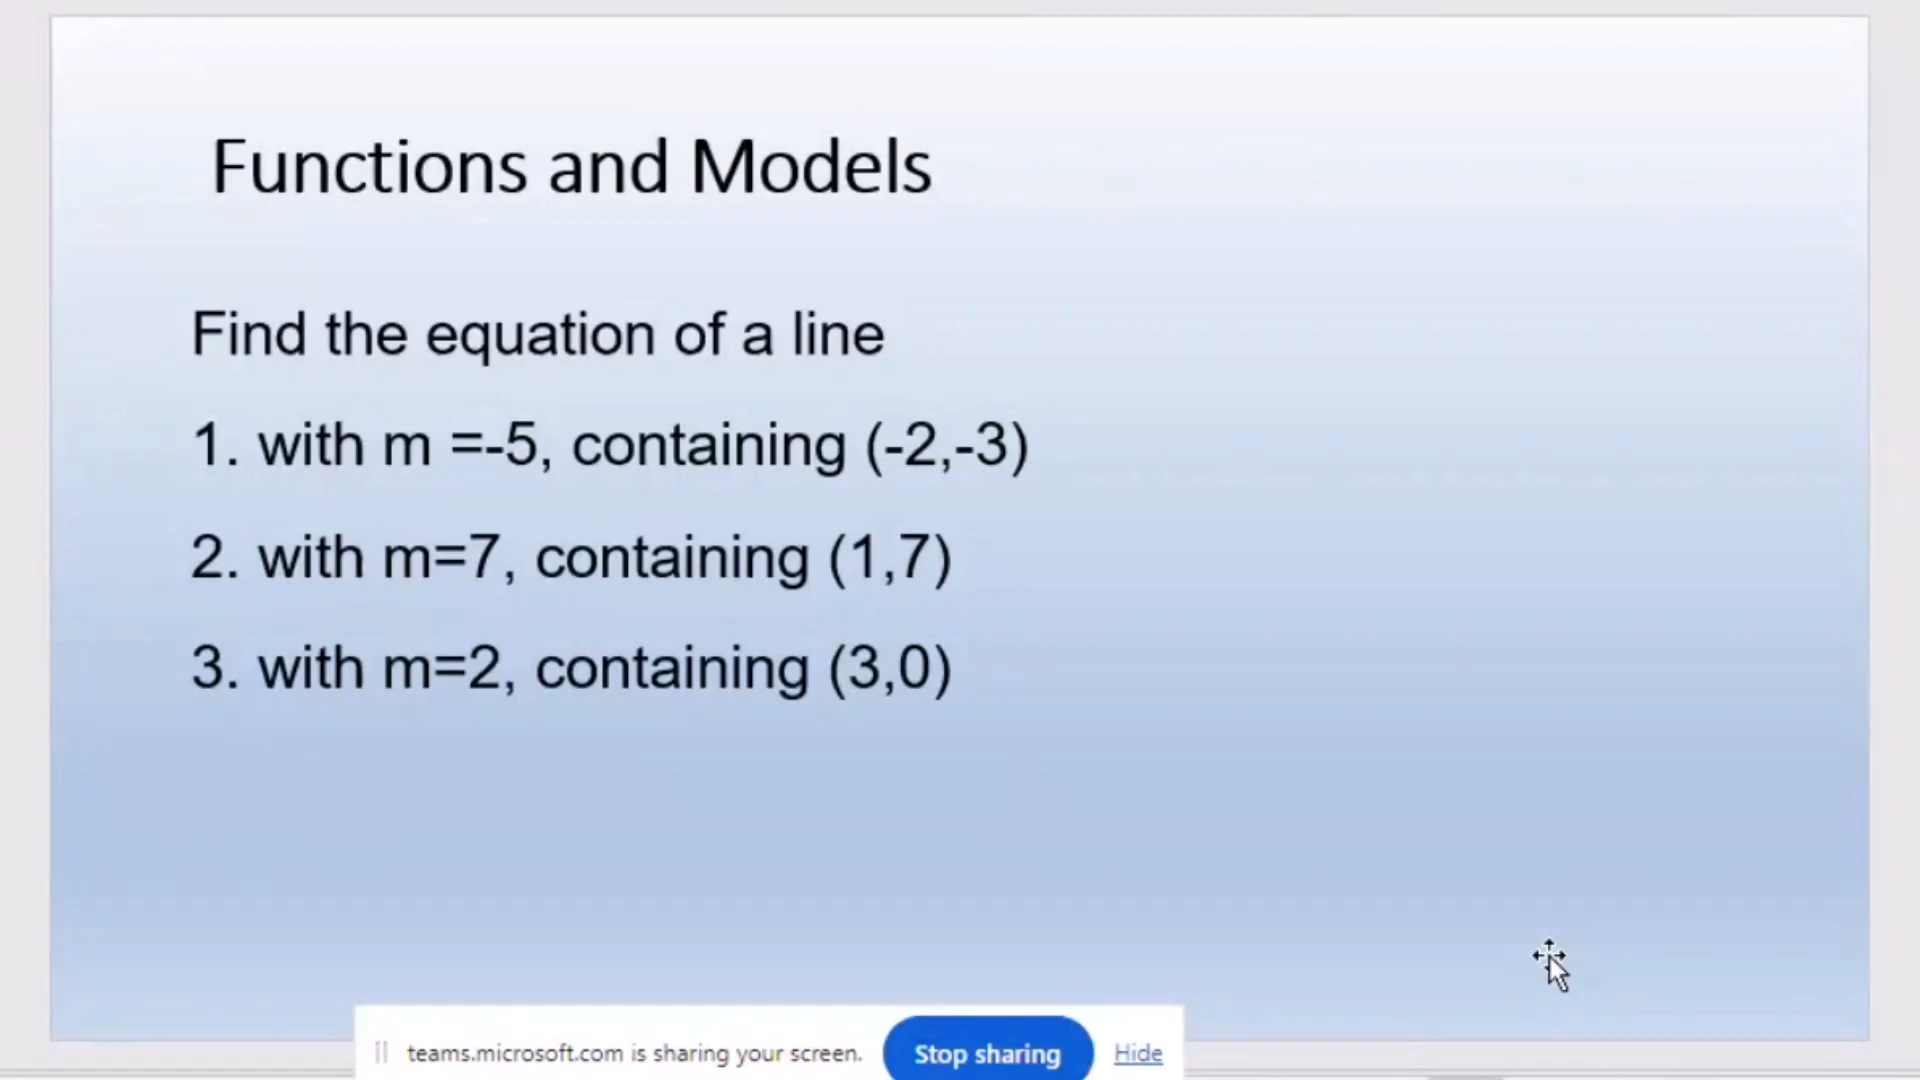 Functions and Models
Find the equation of a line
1. with m =-5, containing (-2,-3)
2. with m=7, containing (1,7)
3. with m=2, containing (3,0)
teams.microsoft.com is sharing your screen. Stop sharing Hide